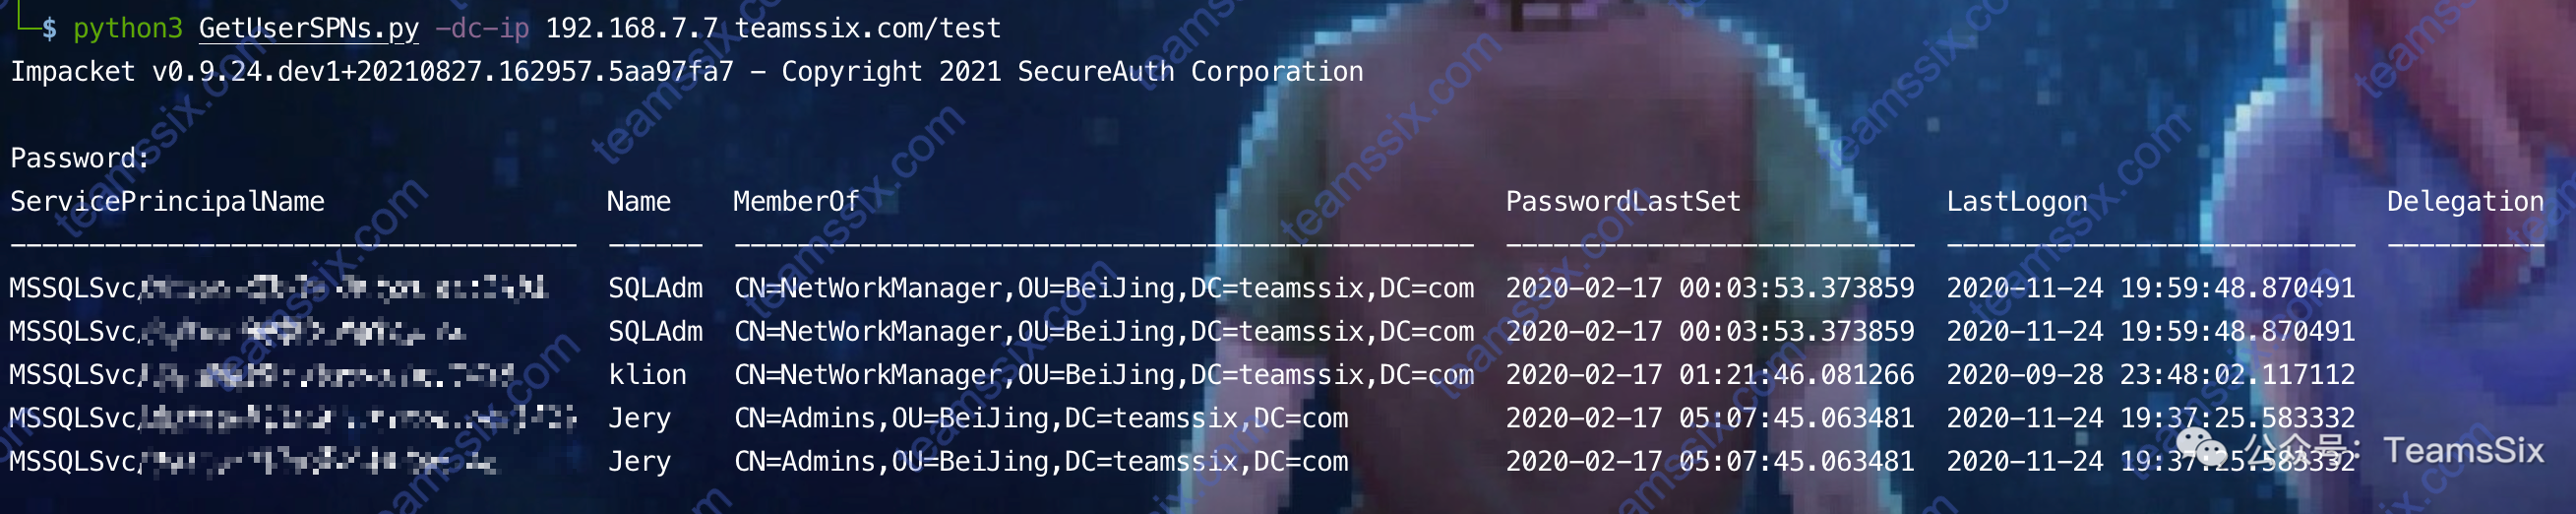 $ python3 GetUserSPNs.py -dc-ip 192.168.7.7 teamssix.com/test
Impacket v0.9.24.dev1+20210827.162957.5aa97fa7 - Copyright 2021 SecureAuth Corporation
Password:
ServicePrincipalName Name MemberOf PasswordLastSet LastLogon Delegation
MSSQLSvc/ SQLAdm CN=NetWorkManager,OU=BeiJing,DC=teamssix,DC=com 2020-02-17 00:03:53.373859 2020-11-24 19:59:48.870491
MSSQLSvc/ SQLAdm CN=NetWorkManager,OU=BeiJing,DC=teamssix,DC=com 2020-02-17 00:03:53.373859 2020-11-24 19:59:48.870491
MSSQLSvc/ klion CN=NetWorkManager,OU=BeiJing,DC=teamssix,DC=com 2020-02-17 01:21:46.081266 2020-09-28 23:48:02.117112
MSSQLSvc/ Jery CN=Admins,OU=BeiJing,DC=teamssix,DC=com 2020-02-17 05:07:45.063481 2020-11-24 19:37:25.583332
MSSQLSvc/ Jery CN=Admins,OU=BeiJing,DC=teamssix,DC=com 2020-02-17 05:07:45.063481 2020-11-24 19:37:25.583332
公众号: TeamsSix
teamssix.com